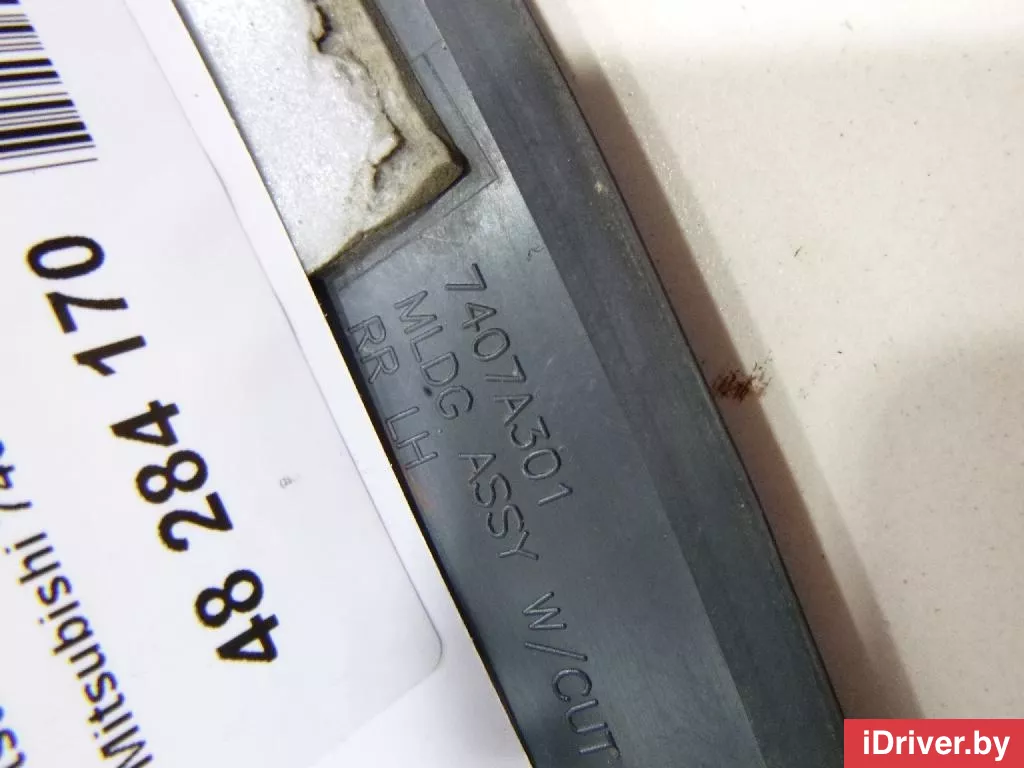 48 284 170
Mitsubishi
7407A301
MLDG ASSY W/CUT
RR LH
iDriver.by